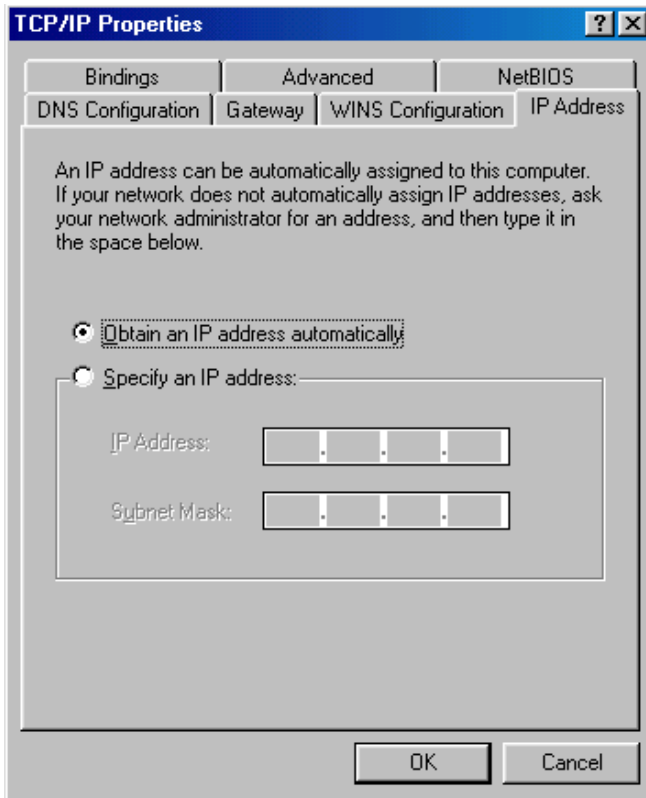 TCP/IP Properties
Bindings Advanced NetBIOS
DNS Configuration Gateway WINS Configuration IP Address
An IP address can be automatically assigned to this computer.
If your network does not automatically assign IP addresses, ask
your network administrator for an address, and then type it in
the space below.
Obtain an IP address automatically
Specify an IP address:
IP Address: . . .
Subnet Mask: . . .
OK Cancel